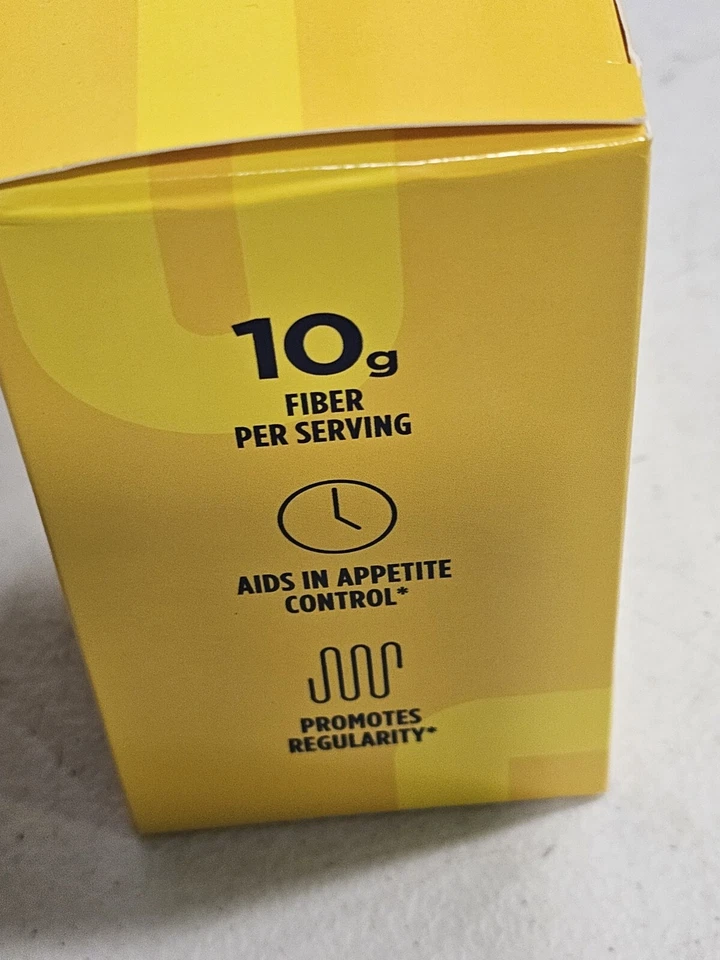 10g
FIBER
PER SERVING
AIDS IN APPETITE
CONTROL*
PROMOTES
REGULARITY*